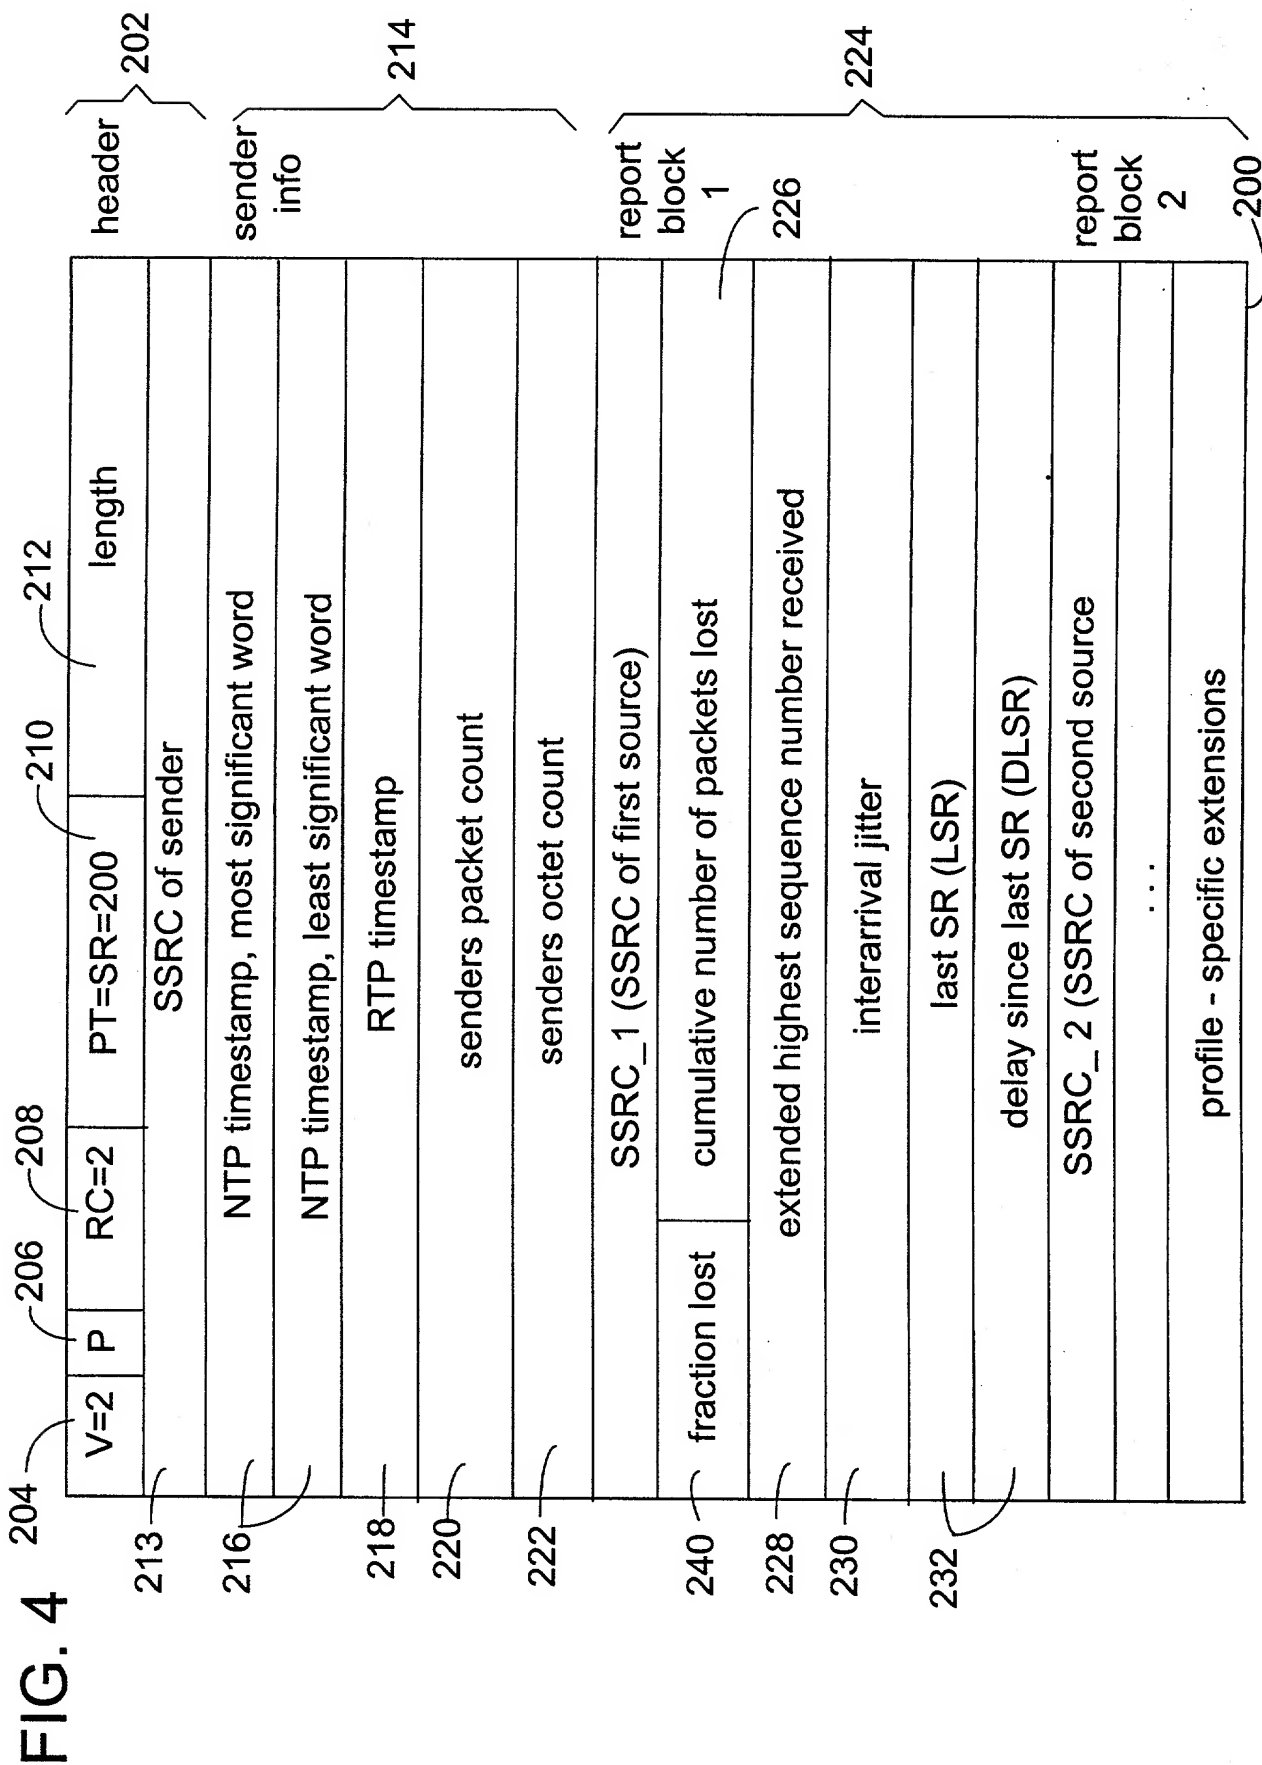 FIG. 4
204
206
208
210
212
V=2
P
RC=2
PT=SR=200
length
header
202
213
SSRC of sender
216
NTP timestamp, most significant word
sender
info
214
NTP timestamp, least significant word
218
RTP timestamp
220
senders packet count
222
senders octet count
SSRC_1 (SSRC of first source)
report
block
1
224
240
fraction lost
cumulative number of packets lost
226
228
extended highest sequence number received
230
interarrival jitter
232
last SR (LSR)
delay since last SR (DLSR)
SSRC_ 2 (SSRC of second source
report
block
2
...
profile - specific extensions
200